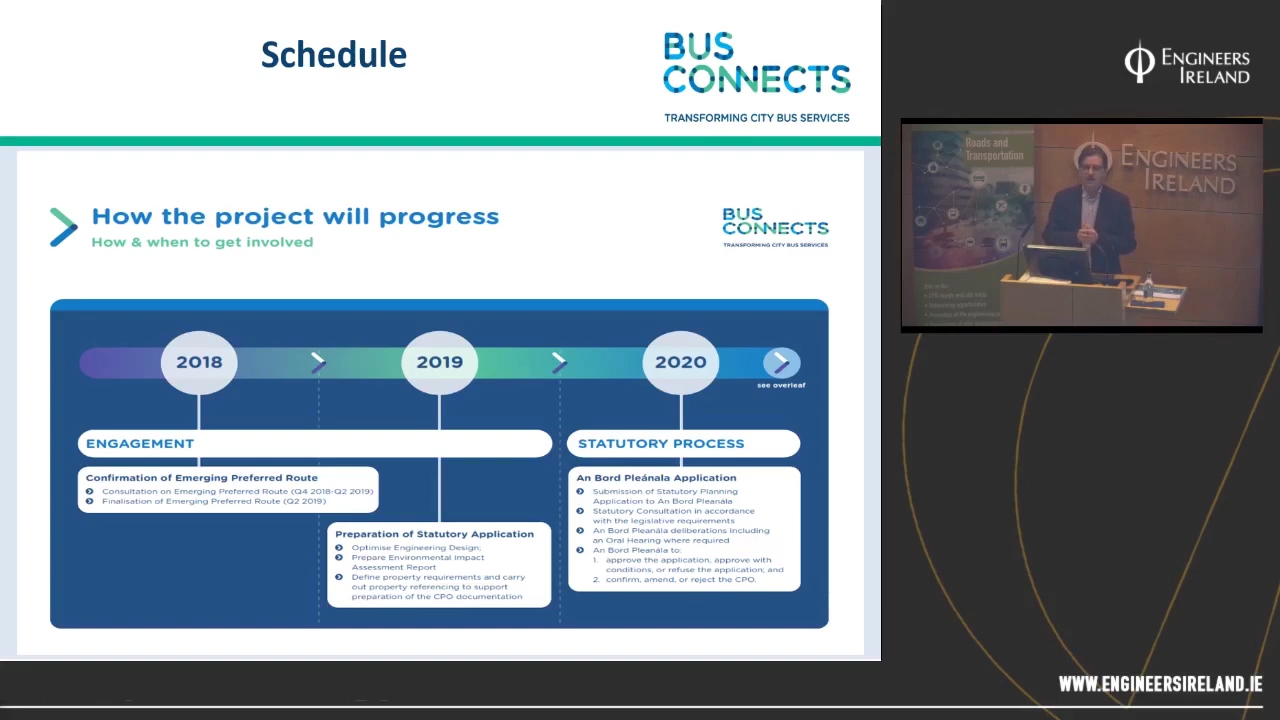 Schedule
BUS
CONNECTS
TRANSFORMING CITY BUS SERVICES
How the project will progress
How & when to get involved
BUS
CONNECTS
TRANSFORMING CITY BUS SERVICES
2018
2019
2020
see overleaf
ENGAGEMENT
Confirmation of Emerging Preferred Route
Consultation on Emerging Preferred Route (Q4 2018-Q2 2019)
Finalisation of Emerging Preferred Route (Q2 2019)
Preparation of Statutory Application
Optimise Engineering Design;
Prepare Environmental Impact
Assessment Report
Define property requirements and carry
out property referencing to support
preparation of the CPO documentation
STATUTORY PROCESS
An Bord Pleánala Application
Submission of Statutory Planning
Application to An Bord Pleanála
Statutory Consultation in accordance
with the legislative requirements
An Bord Pleanála deliberations including
an Oral Hearing where required
An Bord Pleanála to:
1. approve the application, approve with
conditions, or refuse the application; and
2. confirm, amend, or reject the CPO.
ENGINEERS
IRELAND
Roads and
Transportation
ENGINEERS
IRELAND
WWW.ENGINEERSIRELAND.IE